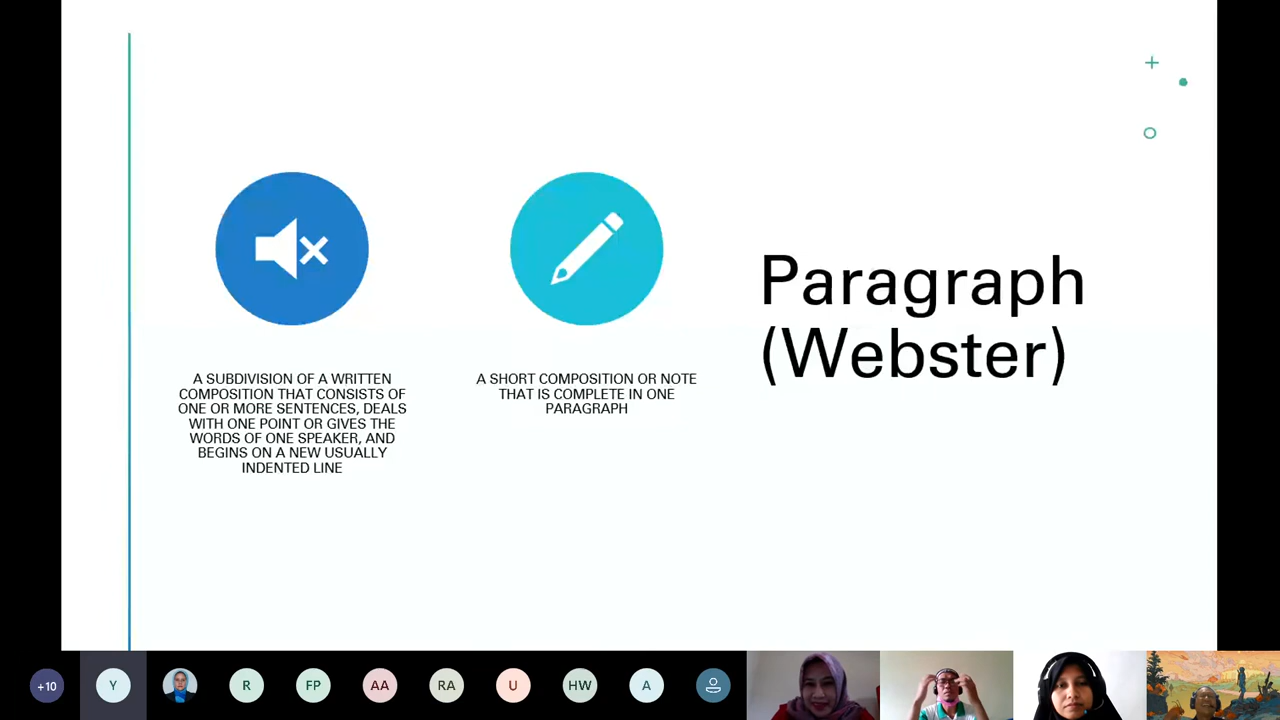 A SUBDIVISION OF A WRITTEN
COMPOSITION THAT CONSISTS OF
ONE OR MORE SENTENCES, DEALS
WITH ONE POINT OR GIVES THE
WORDS OF ONE SPEAKER, AND
BEGINS ON A NEW USUALLY
INDENTED LINE
A SHORT COMPOSITION OR NOTE
THAT IS COMPLETE IN ONE
PARAGRAPH
Paragraph
(Webster)
+10
Y
R
FP
AA
RA
U
HW
A